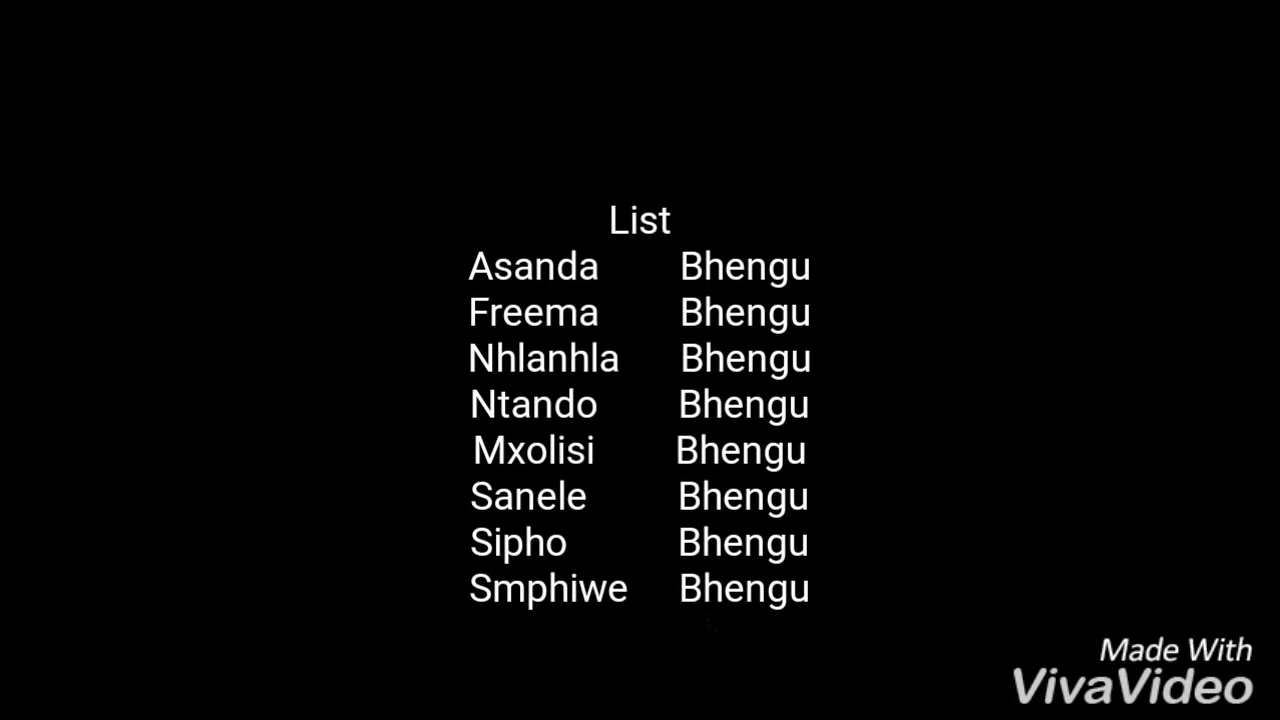 List
Asanda Bhengu
Freema Bhengu
Nhlanhla Bhengu
Ntando Bhengu
Mxolisi Bhengu
Sanele Bhengu
Sipho Bhengu
Smphiwe Bhengu
Made With
VivaVideo